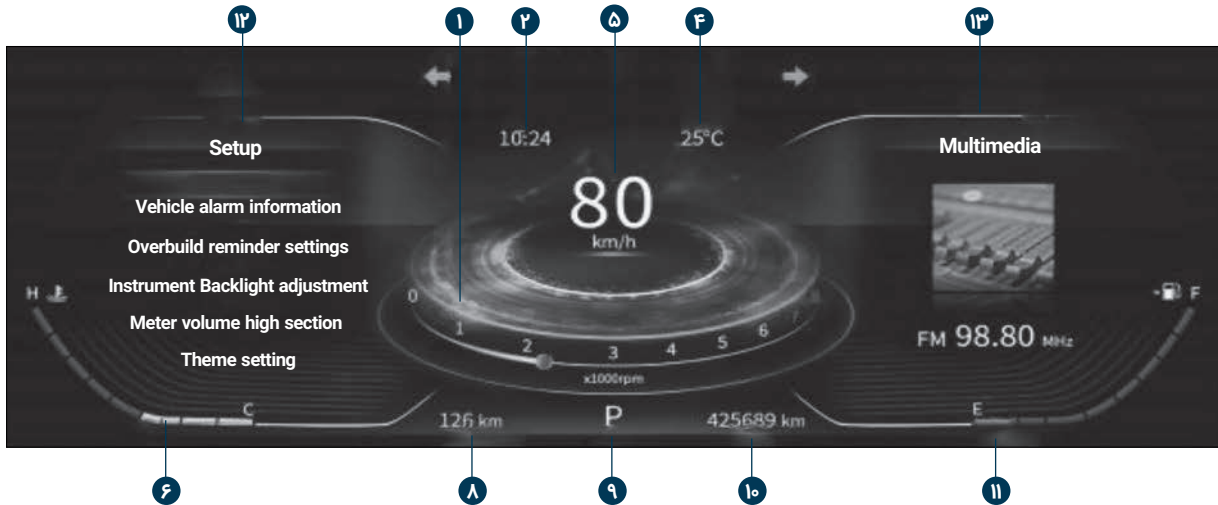 ۱۲ ۱ ۲ ۵ ۴ ۱۳
10:24 25°C
Setup
Multimedia
80
km/h
Vehicle alarm information
Overbuild reminder settings
Instrument Backlight adjustment
Meter volume high section
Theme setting
H
F
0 1 2 3 4 5 6 7
x1000rpm
FM 98.80 MHz
C
E
126 km P 425689 km
۶ ۸ ۹ ۱۰ ۱۱